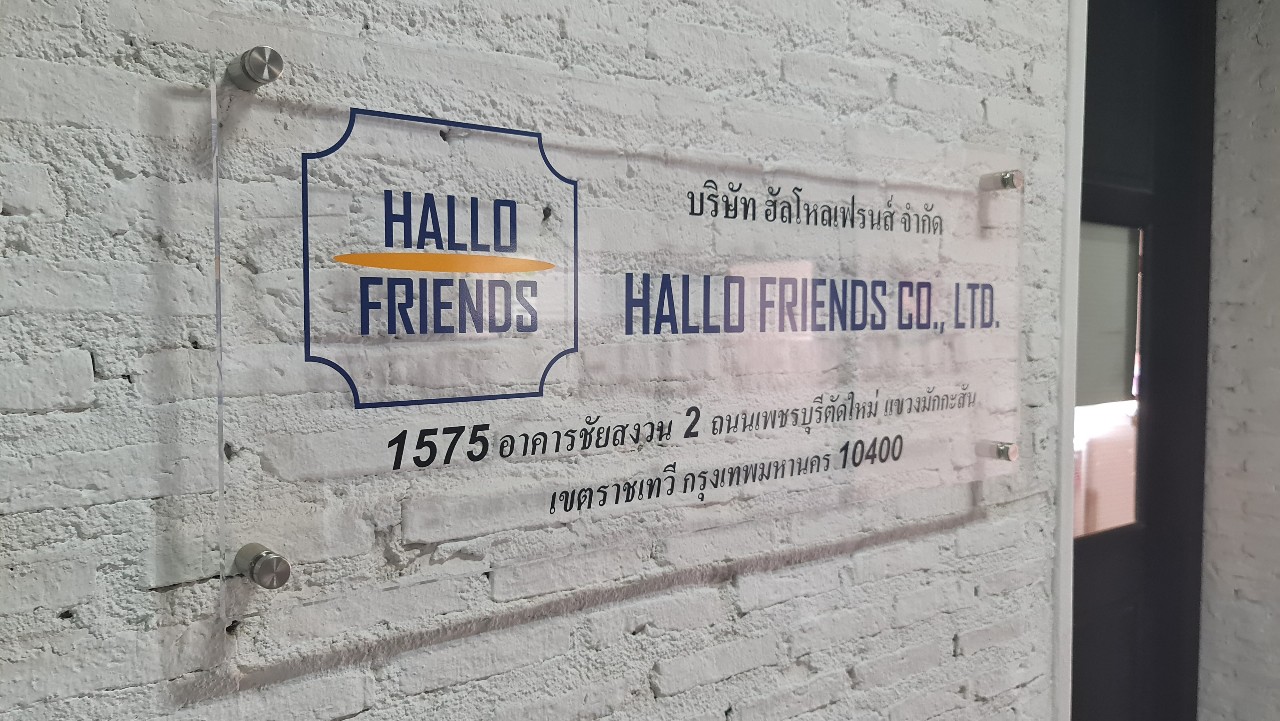 HALLO
FRIENDS
บริษัท ฮัลโหลเฟรนส์ จำกัด
HALLO FRIENDS CO., LTD.
1575 อาคารชัยสงวน 2 ถนนเพชรบุรีตัดใหม่ แขวงมักกะสัน
เขตราชเทวี กรุงเทพมหานคร 10400